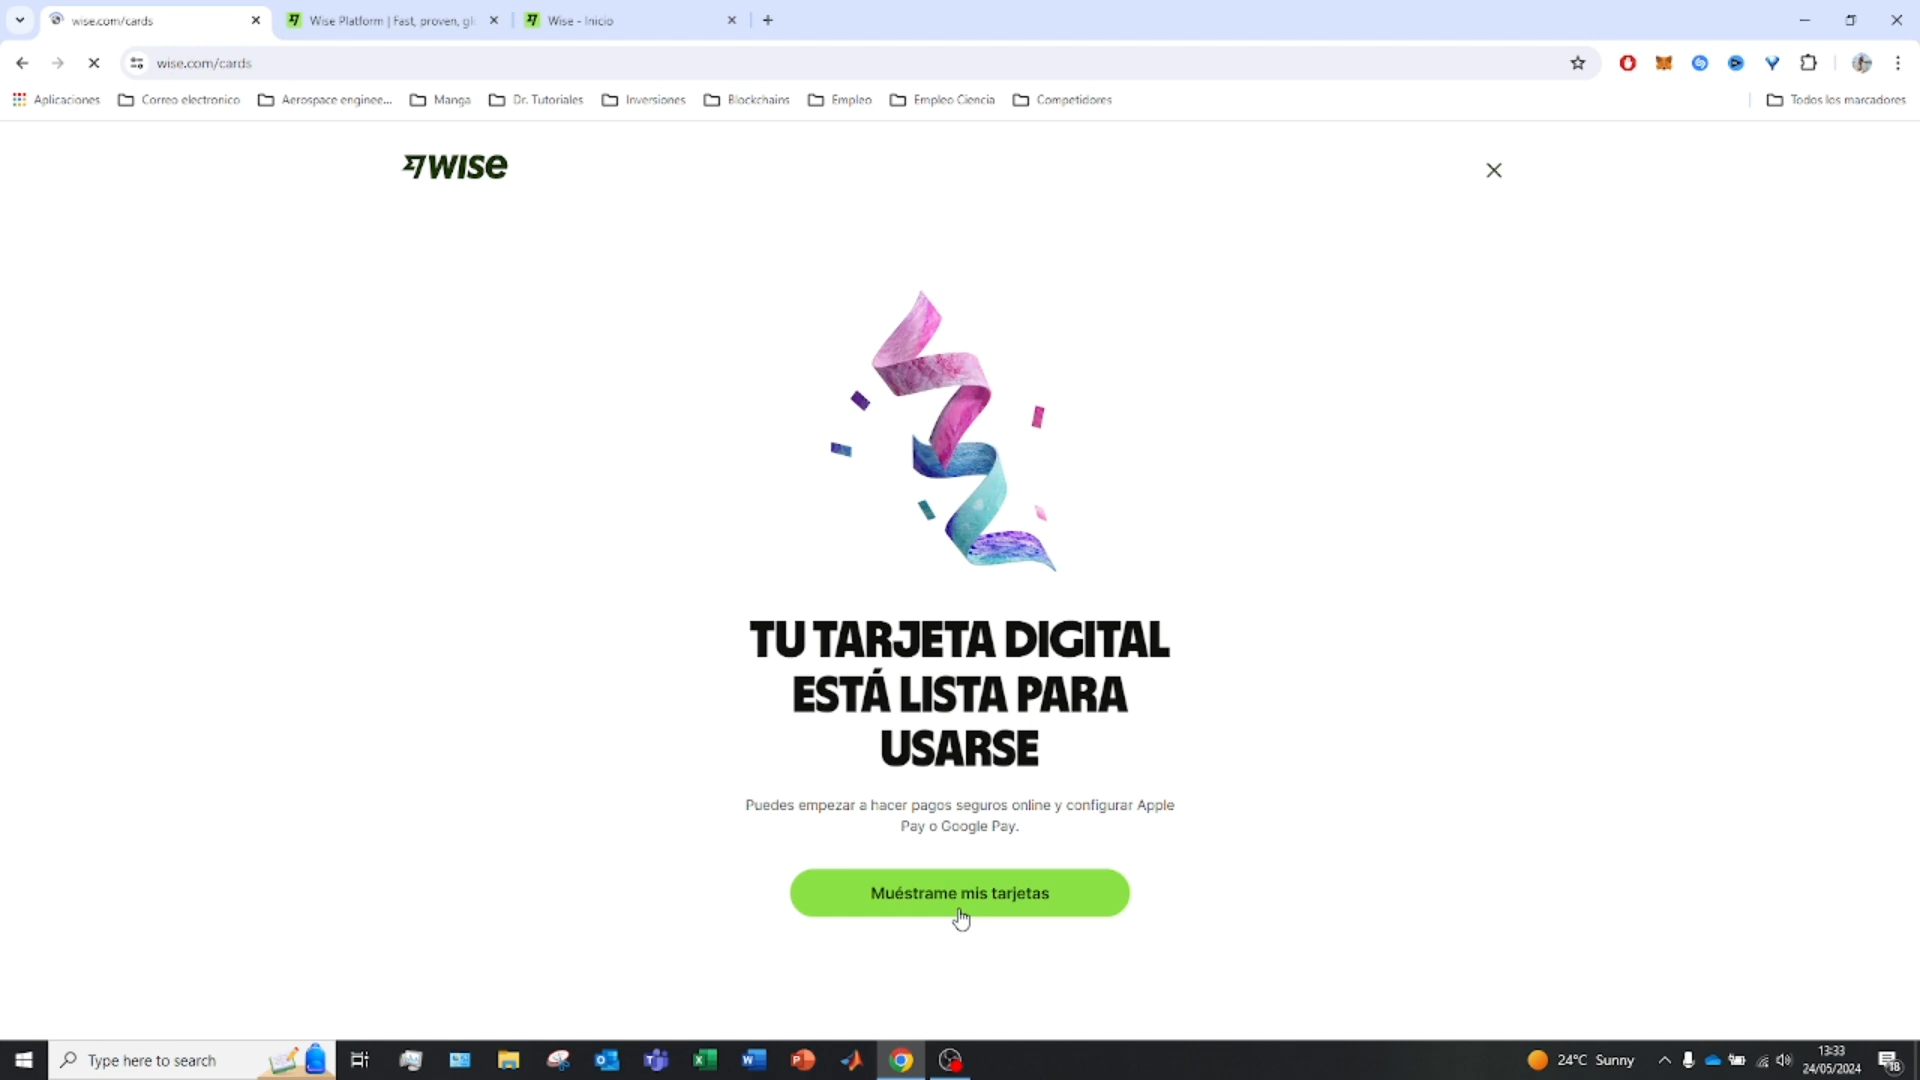 wise.com/cards
Wise Platform | Fast, proven, gl
Wise - Inicio
wise.com/cards
Aplicaciones
Correo electronico
Aerospace enginee...
Manga
Dr. Tutoriales
Inversiones
Blockchains
Empleo
Empleo Ciencia
Competidores
Todos los marcadores
wise
TU TARJETA DIGITAL
ESTÁ LISTA PARA
USARSE
Puedes empezar a hacer pagos seguros online y configurar Apple
Pay o Google Pay.
Muéstrame mis tarjetas
Type here to search
24°C Sunny
13:33
24/05/2024
18